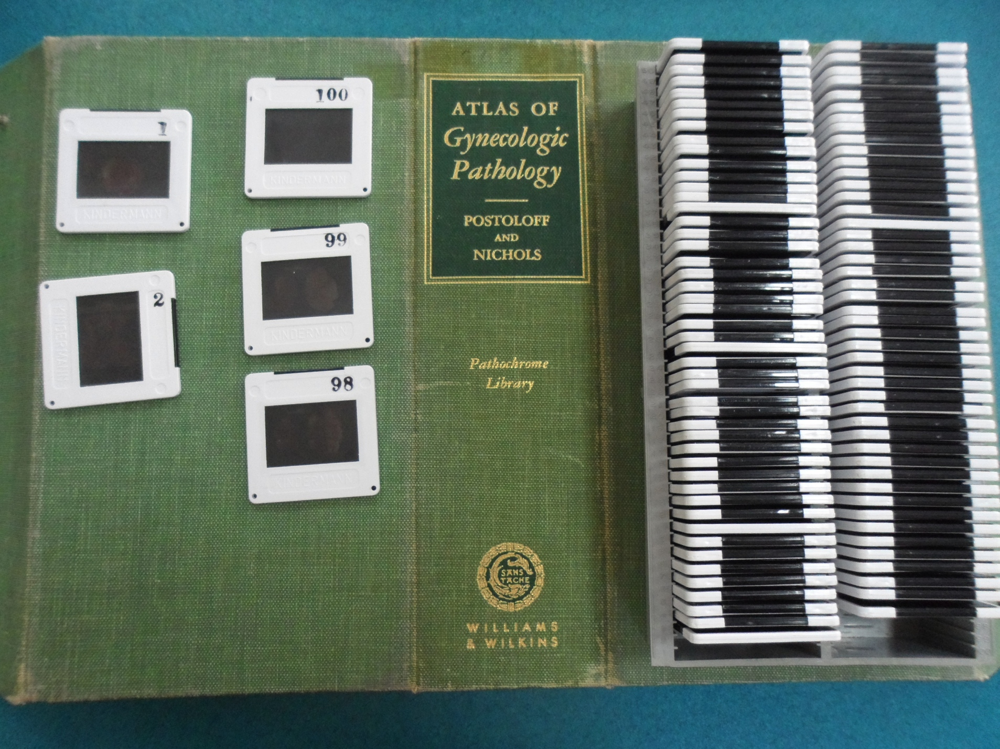 1
KINDERMANN
2
KINDERMANN
100
KINDERMANN
99
KINDERMANN
98
KINDERMANN
ATLAS OF
Gynecologic
Pathology
POSTOLOFF
AND
NICHOLS
Pathochrome
Library
SANS
TACHE
WILLIAMS
& WILKINS